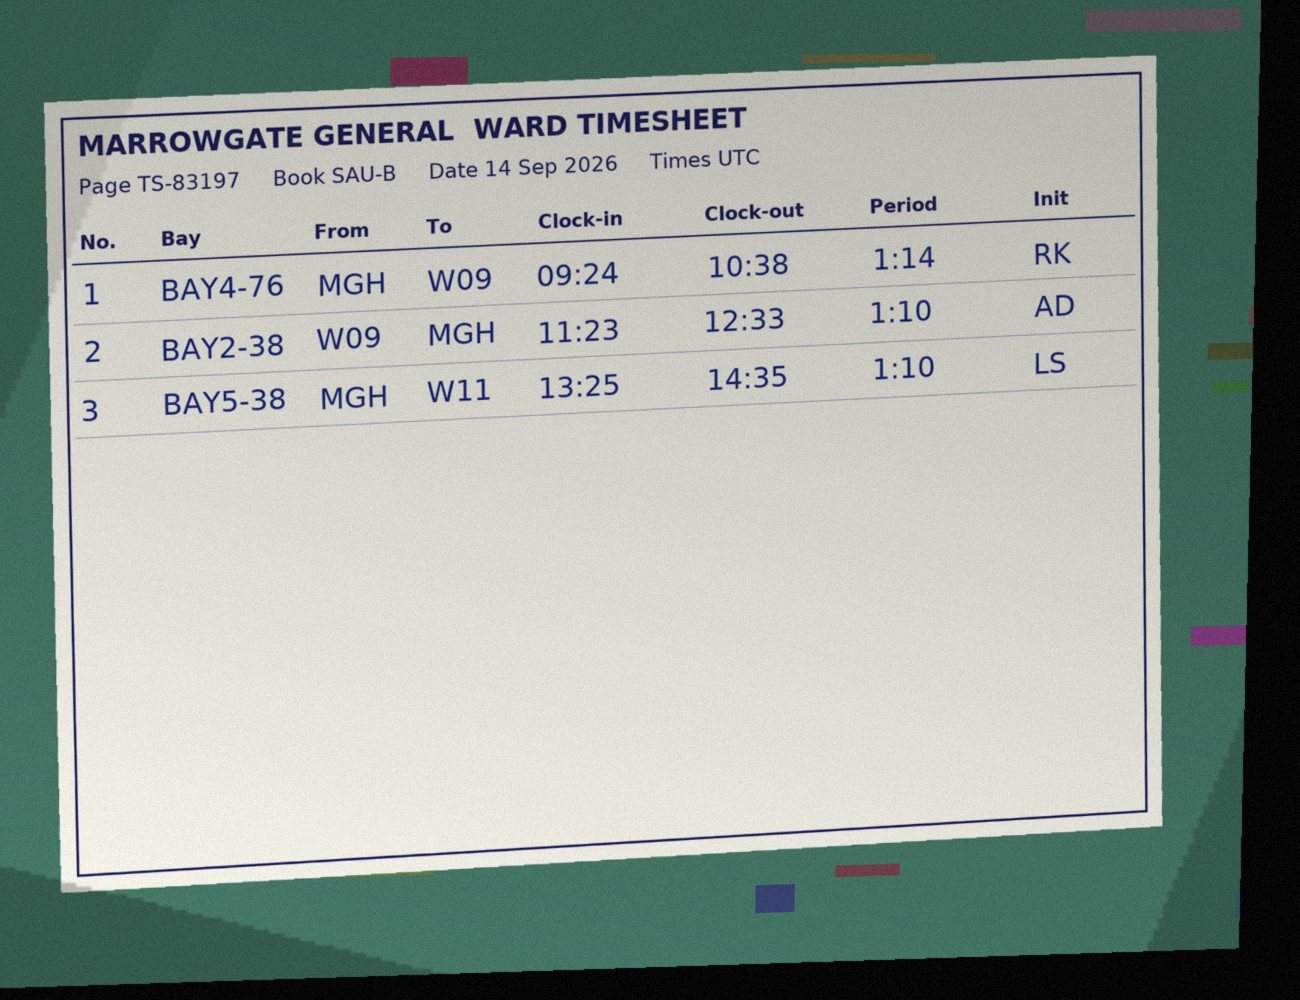 MARROWGATE GENERAL WARD TIMESHEET
Page TS-83197 Book SAU-B Date 14 Sep 2026 Times UTC
No. Bay From To Clock-in Clock-out Period Init
1 BAY4-76 MGH W09 09:24 10:38 1:14 RK
2 BAY2-38 W09 MGH 11:23 12:33 1:10 AD
3 BAY5-38 MGH W11 13:25 14:35 1:10 LS